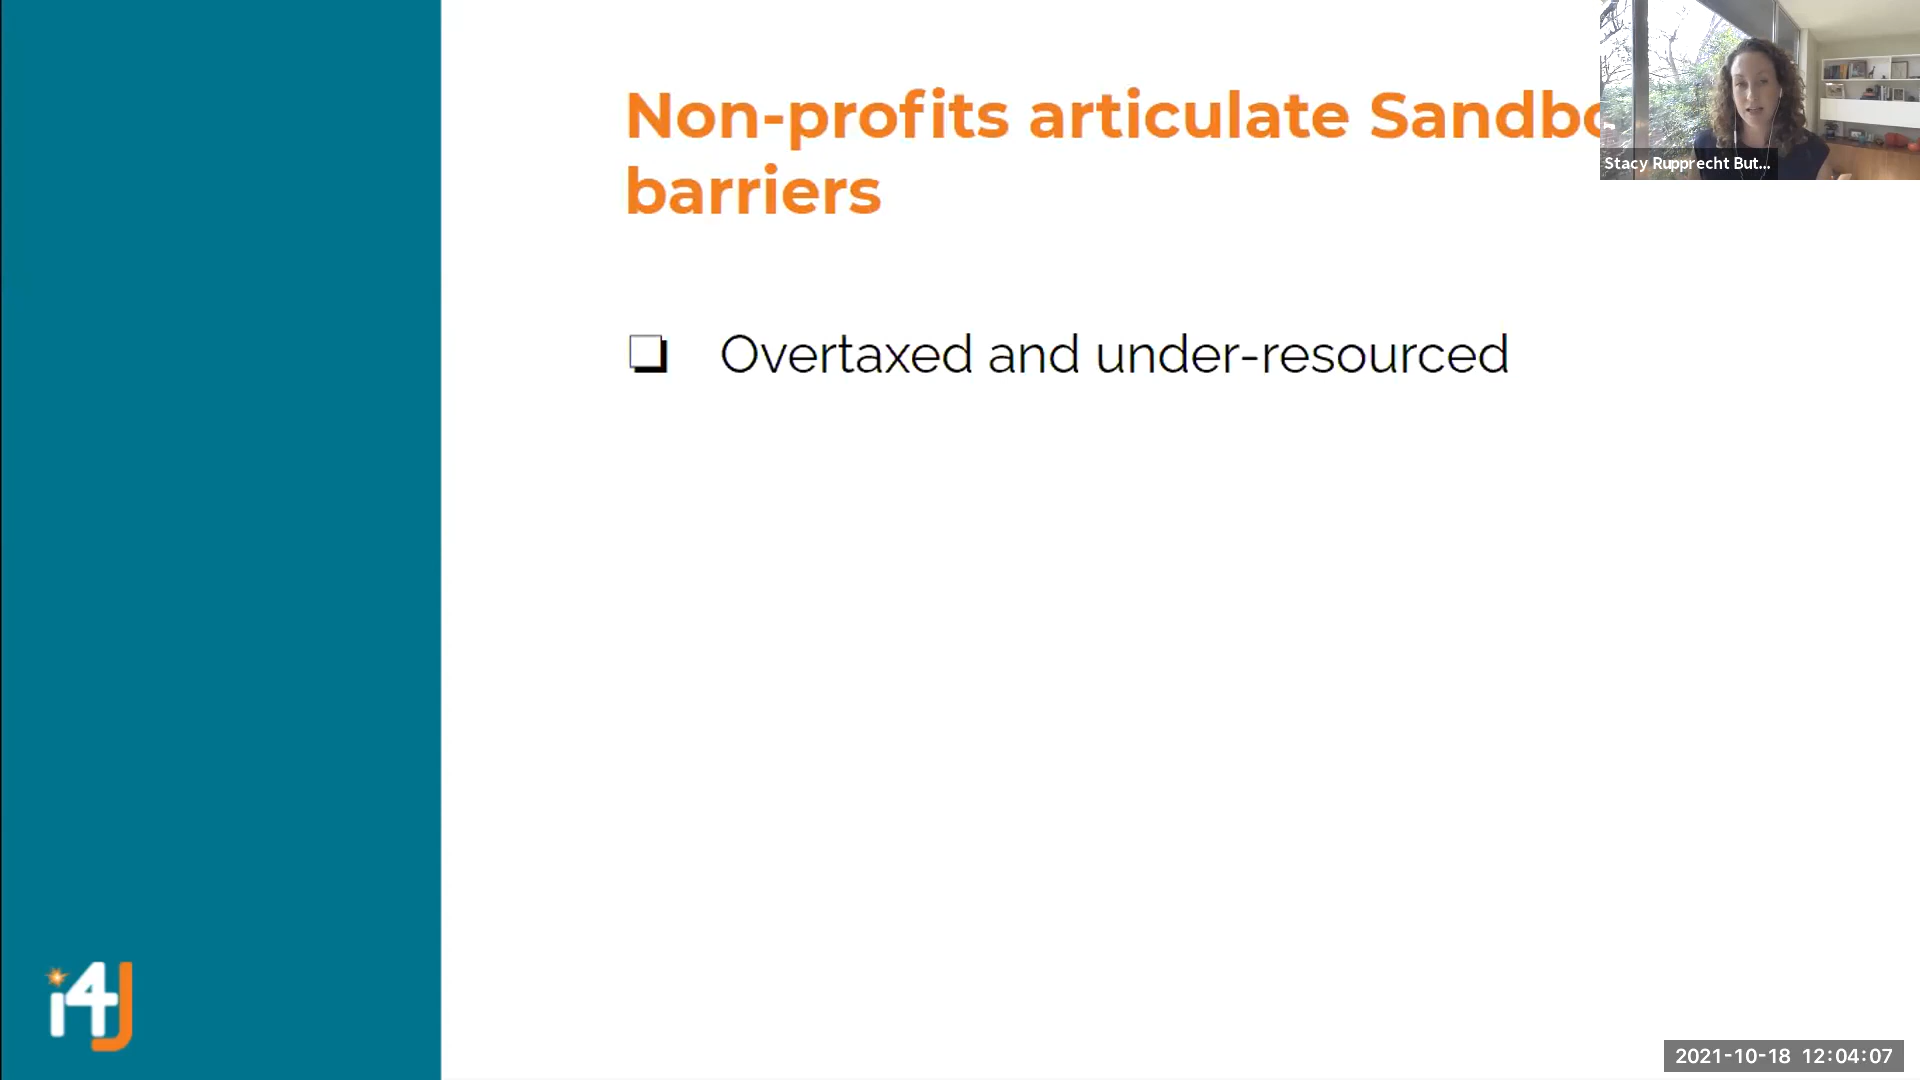 Non-profits articulate Sandbo
barriers
Stacy Rupprecht But...
Overtaxed and under-resourced
i4J
2021-10-18 12:04:07